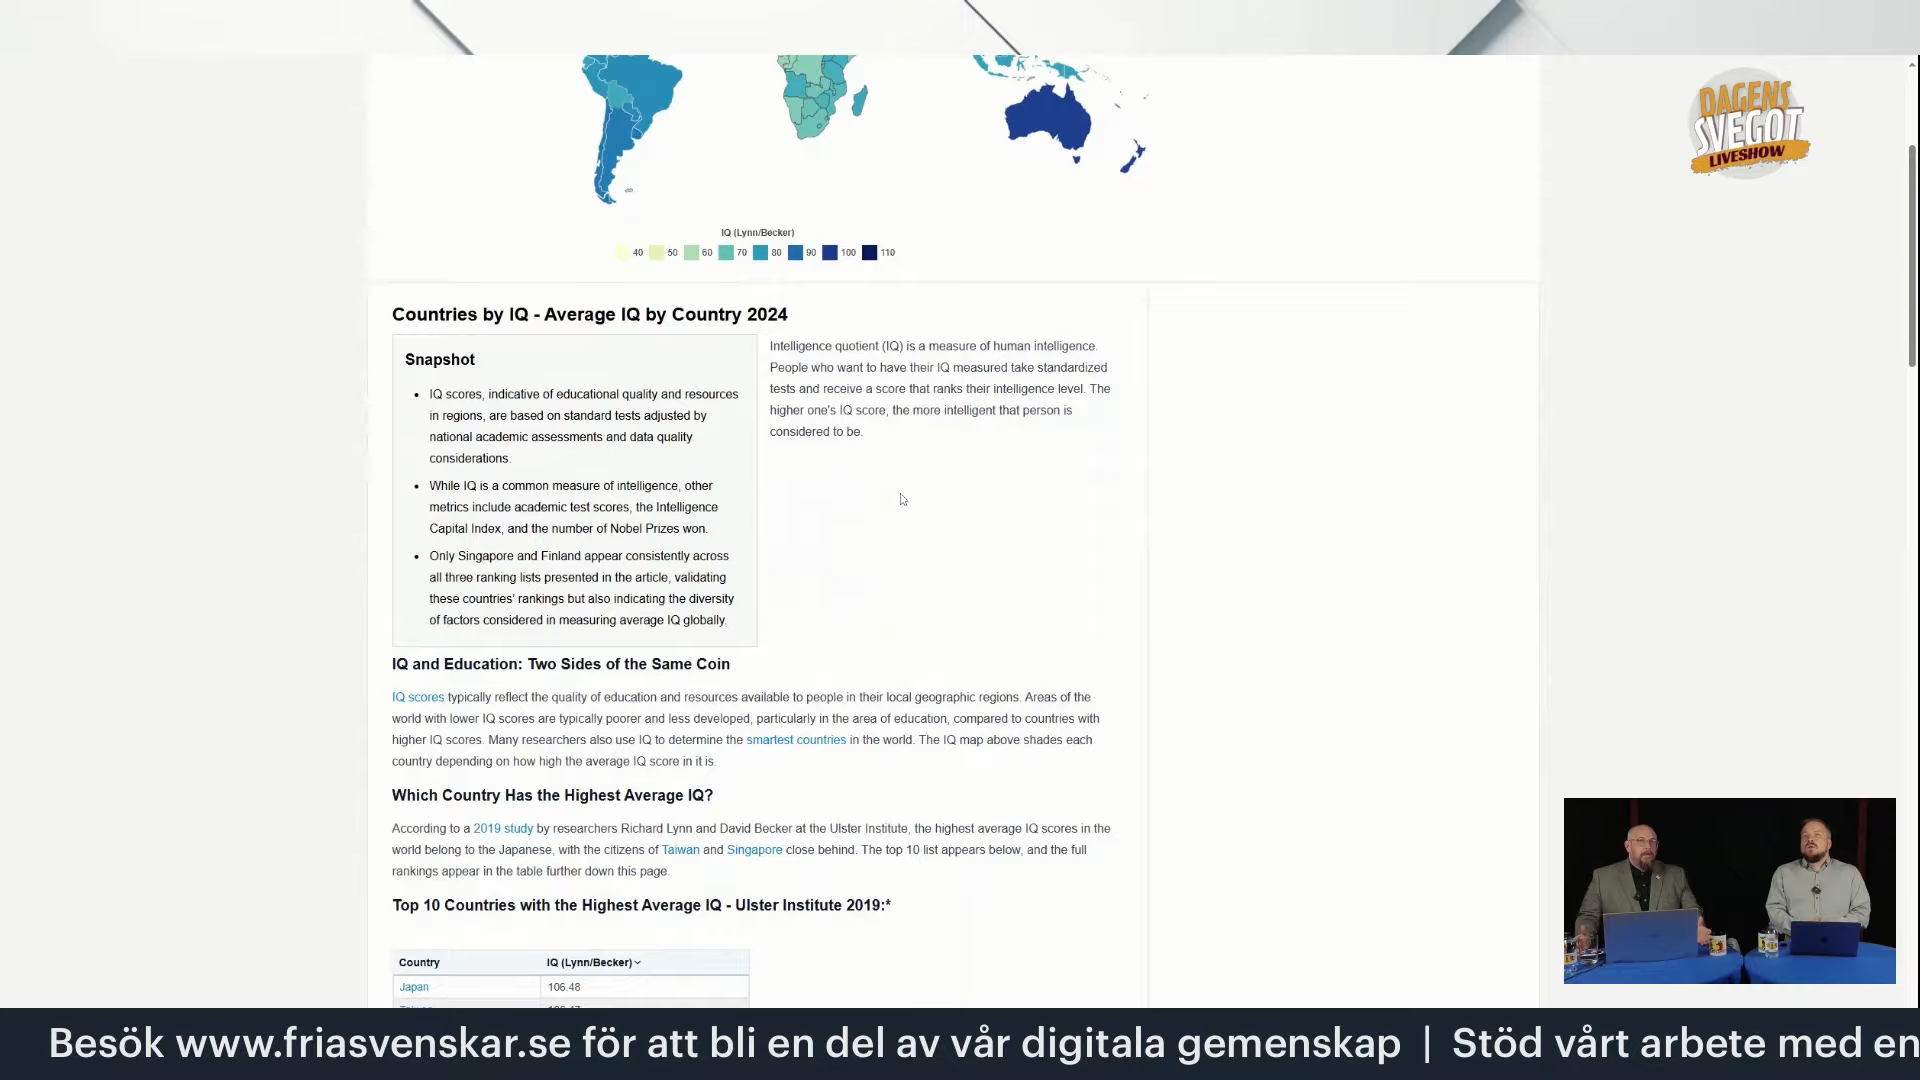 DAGENS
SVEGOT
LIVESHOW
IQ (Lynn/Becker)
40 50 60 70 80 90 100 110
Countries by IQ - Average IQ by Country 2024
Snapshot
• IQ scores, indicative of educational quality and resources
in regions, are based on standard tests adjusted by
national academic assessments and data quality
considerations.
• While IQ is a common measure of intelligence, other
metrics include academic test scores, the Intelligence
Capital Index, and the number of Nobel Prizes won.
• Only Singapore and Finland appear consistently across
all three ranking lists presented in the article, validating
these countries' rankings but also indicating the diversity
of factors considered in measuring average IQ globally.
Intelligence quotient (IQ) is a measure of human intelligence.
People who want to have their IQ measured take standardized
tests and receive a score that ranks their intelligence level. The
higher one's IQ score, the more intelligent that person is
considered to be.
IQ and Education: Two Sides of the Same Coin
IQ scores typically reflect the quality of education and resources available to people in their local geographic regions. Areas of the
world with lower IQ scores are typically poorer and less developed, particularly in the area of education, compared to countries with
higher IQ scores. Many researchers also use IQ to determine the smartest countries in the world. The IQ map above shades each
country depending on how high the average IQ score in it is.
Which Country Has the Highest Average IQ?
According to a 2019 study by researchers Richard Lynn and David Becker at the Ulster Institute, the highest average IQ scores in the
world belong to the Japanese, with the citizens of Taiwan and Singapore close behind. The top 10 list appears below, and the full
rankings appear in the table further down this page.
Top 10 Countries with the Highest Average IQ - Ulster Institute 2019:*
Country IQ (Lynn/Becker)
Japan 106.48
Besök www.friasvenskar.se för att bli en del av vår digitala gemenskap | Stöd vårt arbete med en